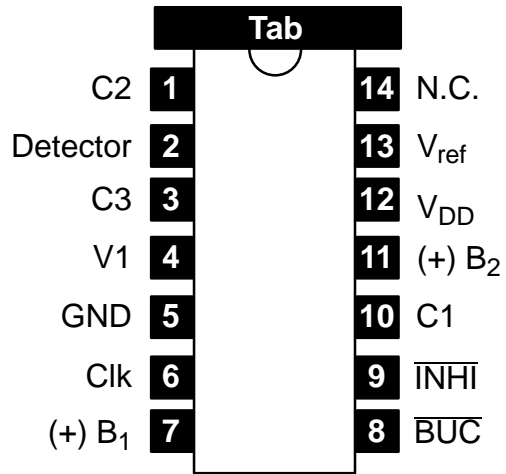 Tab
C2 1 14 N.C.
Detector 2 13 Vref
C3 3 12 VDD
V1 4 11 (+) B2
GND 5 10 C1
Clk 6 9 INHI
(+) B1 7 8 BUC